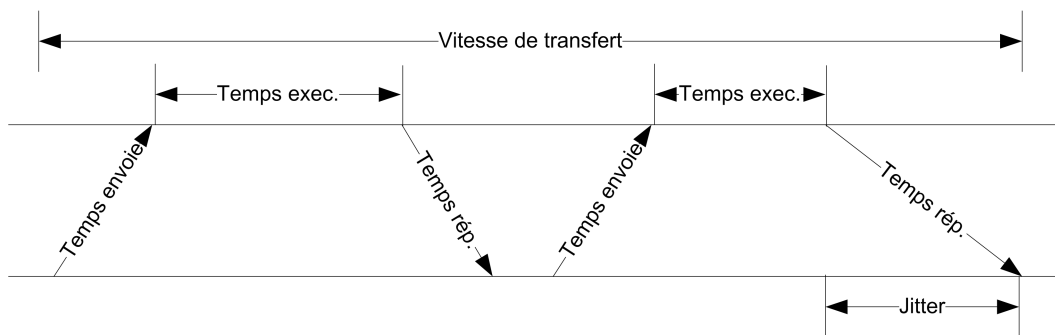 Vitesse de transfert
Temps exec.
Temps exec.
Temps envoie
Temps rép.
Temps envoie
Temps rép.
Jitter